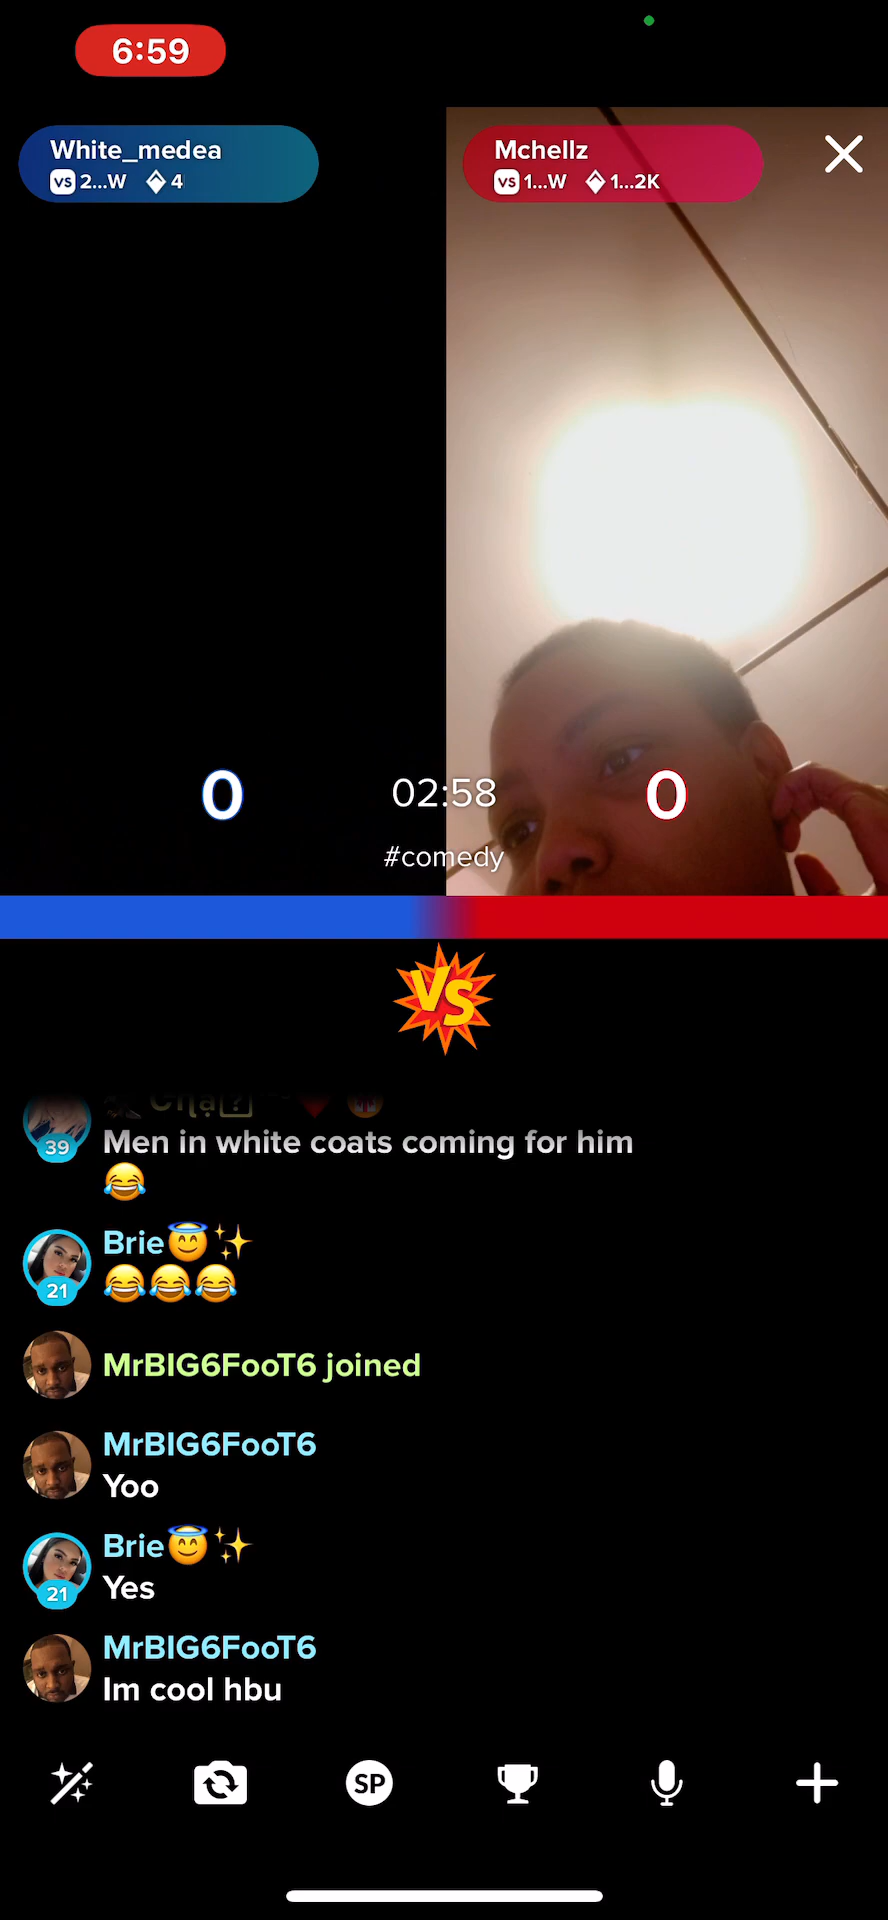 6:59
White_medea
VS 2...W 4
Mchellz
VS 1...W 1...2K
0
02:58
0
#comedy
VS
39
Men in white coats coming for him
😂
Brie😇✨
21
😂😂😂
MrBIG6FooT6 joined
MrBIG6FooT6
Yoo
Brie😇✨
21
Yes
MrBIG6FooT6
Im cool hbu
SP